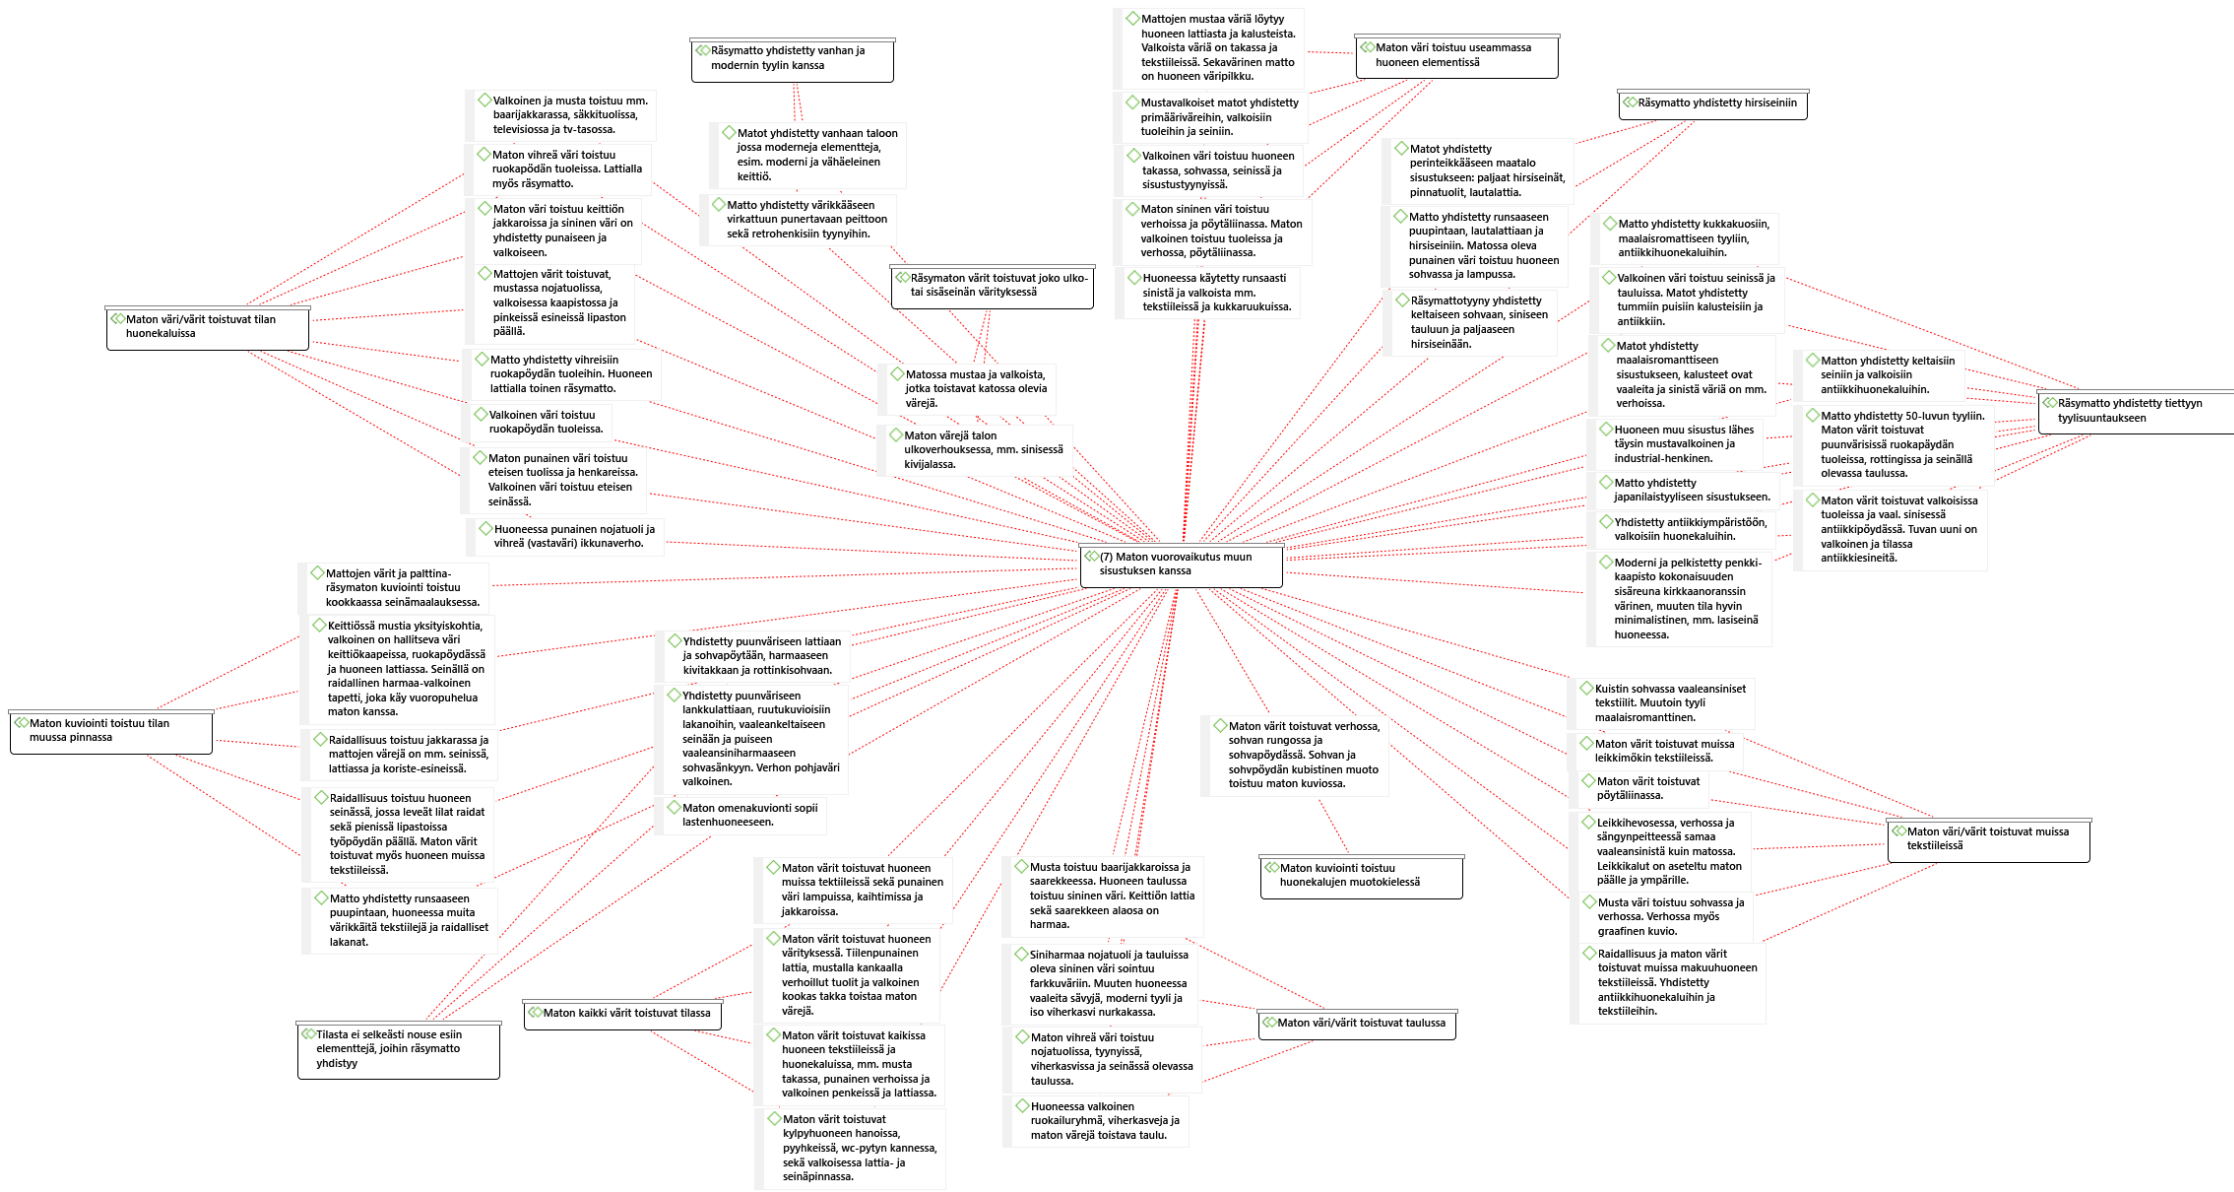 Räsymatto yhdistetty vanhan ja
modernin tyylin kanssa
Matot yhdistetty vanhaan taloon
jossa moderneja elementtejä,
esim. moderni ja vähäeleinen
keittiö.
Matto yhdistetty värikkääseen
virkattuun punertavaan peittoon
sekä retrohenkisiin tyynyihin.
Valkoinen ja musta toistuu mm.
baarijakkarassa, säkkituolissa,
televisiossa ja tv-tasossa.
Maton vihreä väri toistuu
ruokapödän tuoleissa. Lattialla
myös räsymatto.
Maton väri toistuu keittiön
jakkaroissa ja sininen väri on
yhdistetty punaiseen ja
valkoiseen.
Mattojen värit toistuvat,
mustassa nojatuolissa,
valkoisessa kaapistossa ja
pinkeissä esineissä lipaston
päällä.
Matto yhdistetty vihreisiin
ruokapöydän tuoleihin. Huoneen
lattialla toinen räsymatto.
Valkoinen väri toistuu
ruokapöydän tuoleissa.
Maton punainen väri toistuu
eteisen tuolissa ja henkareissa.
Valkoinen väri toistuu eteisen
seinässä.
Huoneessa punainen nojatuoli ja
vihreä (vastaväri) ikkunaverho.
Maton väri/värit toistuvat tilan
huonekaluissa
Räsymaton värit toistuvat joko ulko-
tai sisäseinän värityksessä
Matossa mustaa ja valkoista,
jotka toistavat katossa olevia
värejä.
Maton värejä talon
ulkoverhouksessa, mm. sinisessä
kivijalassa.
Mattojen mustaa väriä löytyy
huoneen lattiasta ja kalusteista.
Valkoista väriä on takassa ja
tekstiileissä. Sekavärinen matto
on huoneen väripilkku.
Mustavalkoiset matot yhdistetty
primääriväreihin, valkoisiin
tuoleihin ja seiniin.
Valkoinen väri toistuu huoneen
takassa, sohvassa, seinissä ja
sisustustyynyissä.
Maton sininen väri toistuu
verhoissa ja pöytäliinassa. Maton
valkoinen toistuu tuoleissa ja
verhossa, pöytäliinassa.
Huoneessa käytetty runsaasti
sinistä ja valkoista mm.
tekstiileissä ja kukkaruukuissa.
Maton väri toistuu useammassa
huoneen elementissä
Räsymatto yhdistetty hirsiseiniin
Matot yhdistetty
perinteikkääseen maatalo
sisustukseen: paljaat hirsiseinät,
pinnatuolit, lautalattia.
Matto yhdistetty runsaaseen
puupintaan, lautalattiaan ja
hirsiseiniin. Matossa oleva
punainen väri toistuu huoneen
sohvassa ja lampussa.
Räsymattotyyny yhdistetty
keltaiseen sohvaan, siniseen
tauluun ja paljaaseen
hirsiseinään.
Matto yhdistetty kukkakuosiin,
maalaisromattiseen tyyliin,
antiikkihuonekaluihin.
Valkoinen väri toistuu seinissä ja
tauluissa. Matot yhdistetty
tummiin puisiin kalusteisiin ja
antiikkiin.
Matot yhdistetty
maalaisromanttiseen
sisustukseen, kalusteet ovat
vaaleita ja sinistä väriä on mm.
verhoissa.
Huoneen muu sisustus lähes
täysin mustavalkoinen ja
industrial-henkinen.
Matto yhdistetty
japanilaistyyliseen sisustukseen.
Yhdistetty antiikkiympäristöön,
valkoisiin huonekaluihin.
Moderni ja pelkistetty penkki-
kaapisto kokonaisuuden
sisäreuna kirkkaanoranssin
värinen, muuten tila hyvin
minimalistinen, mm. lasiseinä
huoneessa.
Matton yhdistetty keltaisiin
seiniin ja valkoisiin
antiikkihuonekaluihin.
Matto yhdistetty 50-luvun tyyliin.
Maton värit toistuvat
puunvärisissä ruokapäydän
tuoleissa, rottingissa ja seinällä
olevassa taulussa.
Maton värit toistuvat valkoisissa
tuoleissa ja vaal. sinisessä
antiikkipöydässä. Tuvan uuni on
valkoinen ja tilassa
antiikkiesineitä.
Räsymatto yhdistetty tiettyyn
tyylisuuntaukseen
(7) Maton vuorovaikutus muun
sisustuksen kanssa
Mattojen värit ja palttina-
räsymaton kuviointi toistuu
kookkaassa seinämaalauksessa.
Keittiössä mustia yksityiskohtia,
valkoinen on hallitseva väri
keittiökaapeissa, ruokapöydässä
ja huoneen lattiassa. Seinällä on
raidallinen harmaa-valkoinen
tapetti, joka käy vuoropuhelua
maton kanssa.
Raidallisuus toistuu jakkarassa ja
mattojen värejä on mm. seinissä,
lattiassa ja koriste-esineissä.
Raidallisuus toistuu huoneen
seinässä, jossa leveät lilat raidat
sekä pienissä lipastoissa
työpöydän päällä. Maton värit
toistuvat myös huoneen muissa
tekstiileissä.
Matto yhdistetty runsaaseen
puupintaan, huoneessa muita
värikkäitä tekstiilejä ja raidalliset
lakanat.
Maton kuviointi toistuu tilan
muussa pinnassa
Yhdistetty puunväriseen lattiaan
ja sohvapöytään, harmaaseen
kivitakkaan ja rottinkisohvaan.
Yhdistetty puunväriseen
lankkulattiaan, ruutukuvioisiin
lakanoihin, vaaleankeltaiseen
seinään ja puiseen
vaaleansiniharmaaseen
sohvasänkyyn. Verhon pohjaväri
valkoinen.
Maton omenakuvionti sopii
lastenhuoneeseen.
Tilasta ei selkeästi nouse esiin
elementtejä, joihin räsymatto
yhdistyy
Maton värit toistuvat huoneen
muissa tektiileissä sekä punainen
väri lampuissa, kaihtimissa ja
jakkaroissa.
Maton värit toistuvat huoneen
värityksessä. Tiilenpunainen
lattia, mustalla kankaalla
verhoillut tuolit ja valkoinen
kookas takka toistaa maton
värejä.
Maton värit toistuvat kaikissa
huoneen tekstiileissä ja
huonekaluissa, mm. musta
takassa, punainen verhoissa ja
valkoinen penkeissä ja lattiassa.
Maton värit toistuvat
kylpyhuoneen hanoissa,
pyyhkeissä, wc-pytyn kannessa,
sekä valkoisessa lattia- ja
seinäpinnassa.
Maton kaikki värit toistuvat tilassa
Musta toistuu baarijakkaroissa ja
saarekkeessa. Huoneen taulussa
toistuu sininen väri. Keittiön lattia
sekä saarekkeen alaosa on
harmaa.
Siniharmaa nojatuoli ja tauluissa
oleva sininen väri sointuu
farkkuväriin. Muuten huoneessa
vaaleita sävyjä, moderni tyyli ja
iso viherkasvi nurkakassa.
Maton vihreä väri toistuu
nojatuolissa, tyynyissä,
viherkasvissa ja seinässä olevassa
taulussa.
Huoneessa valkoinen
ruokailuryhmä, viherkasveja ja
maton värejä toistava taulu.
Maton väri/värit toistuvat taulussa
Maton värit toistuvat verhossa,
sohvan rungossa ja
sohvapöydässä. Sohvan ja
sohvpöydän kubistinen muoto
toistuu maton kuviossa.
Maton kuviointi toistuu
huonekalujen muotokielessä
Kuistin sohvassa vaaleansiniset
tekstiilit. Muutoin tyyli
maalaisromanttinen.
Maton värit toistuvat muissa
leikkimökin tekstiileissä.
Maton värit toistuvat
pöytäliinassa.
Leikkihevosessa, verhossa ja
sängynpeitteessä samaa
vaaleansinistä kuin matossa.
Leikkikalut on aseteltu maton
päälle ja ympärille.
Musta väri toistuu sohvassa ja
verhossa. Verhossa myös
graafinen kuvio.
Raidallisuus ja maton värit
toistuvat muissa makuuhuoneen
tekstiileissä. Yhdistetty
antiikkihuonekaluihin ja
tekstiileihin.
Maton väri/värit toistuvat muissa
tekstiileissä